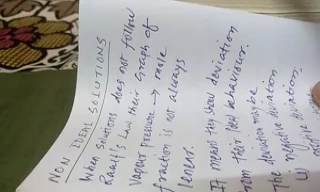 NON IDEAL SOLUTIONS
When solutions does not follow
Raoult's Law their Graph of
Vapour pressure → mole
fraction is not always
linear.
It means they show deviation
from their ideal behaviour.
The deviation maybe
negative deviation
deviation